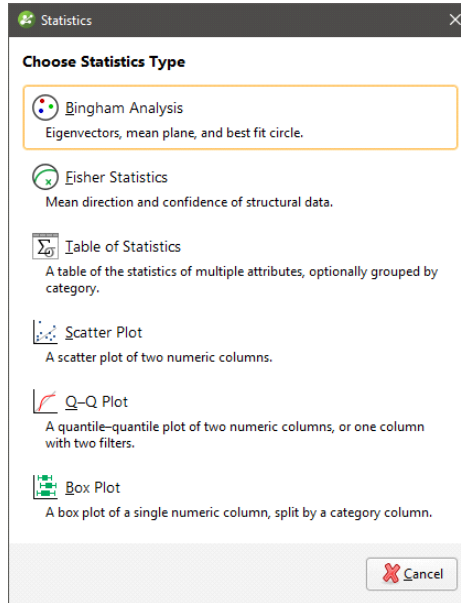 Statistics
Choose Statistics Type
Bingham Analysis
Eigenvectors, mean plane, and best fit circle.
Fisher Statistics
Mean direction and confidence of structural data.
Table of Statistics
A table of the statistics of multiple attributes, optionally grouped by
category.
Scatter Plot
A scatter plot of two numeric columns.
Q–Q Plot
A quantile–quantile plot of two numeric columns, or one column
with two filters.
Box Plot
A box plot of a single numeric column, split by a category column.
Cancel